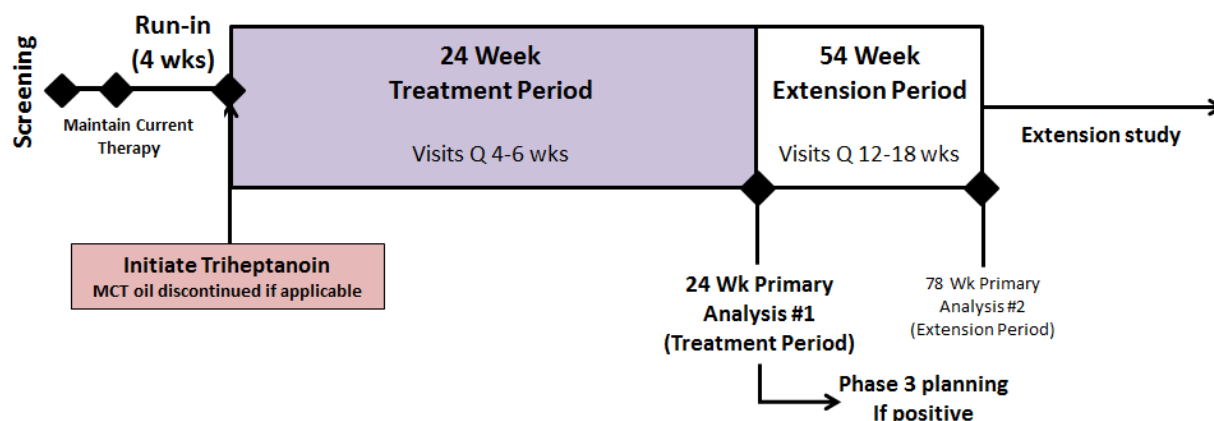 Screening
Run-in
(4 wks)
Maintain Current
Therapy
24 Week
Treatment Period
Visits Q 4-6 wks
54 Week
Extension Period
Visits Q 12-18 wks
Extension study
Initiate Triheptanoin
MCT oil discontinued if applicable
24 Wk Primary
Analysis #1
(Treatment Period)
78 Wk Primary
Analysis #2
(Extension Period)
Phase 3 planning
If positive